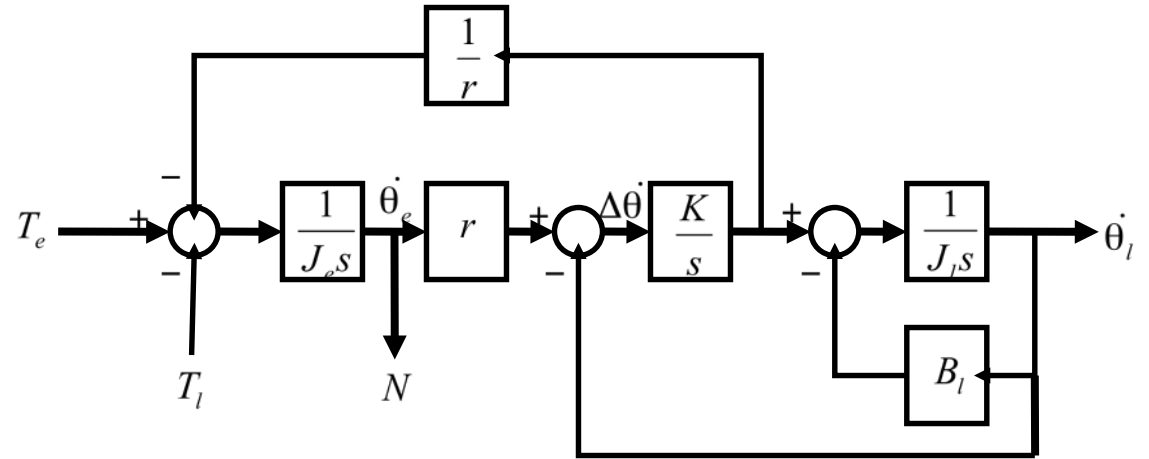 1
r
−
T_e
+
−
1
J_e s
θ̇_e
r
+
−
Δθ̇
K
s
+
−
1
J_l s
θ̇_l
B_l
T_l
N